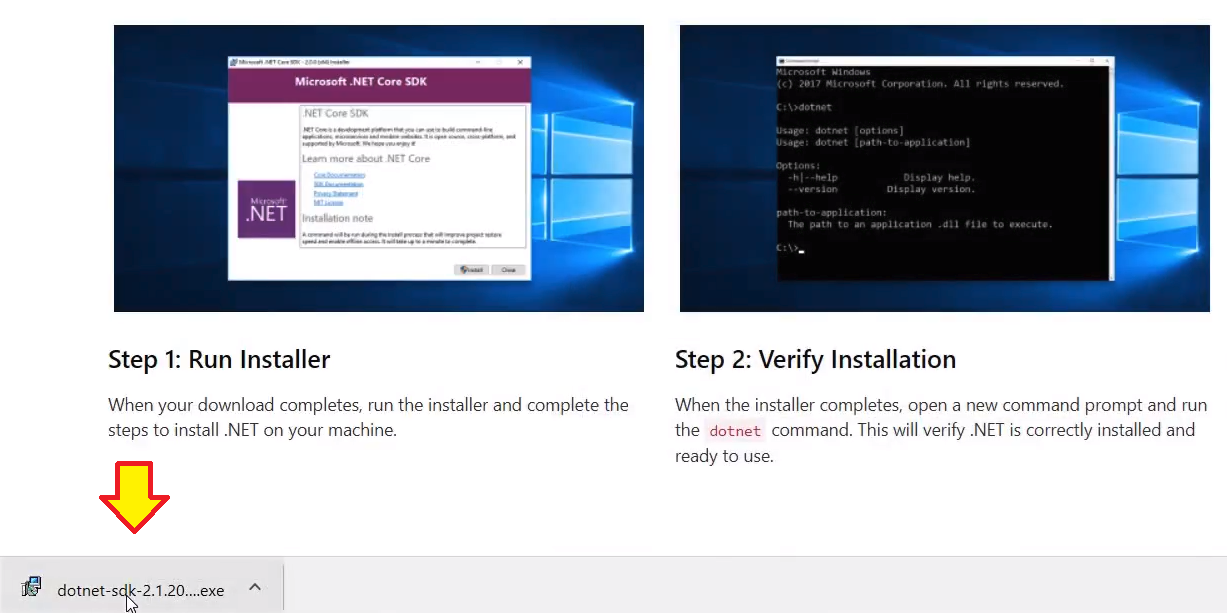 Microsoft .NET Core SDK - 2.0.0 (x64) Installer
Microsoft .NET Core SDK
.NET Core SDK
.NET Core is a development platform that you can use to build command-line
applications, microservices and modern websites. It is open source, cross-platform, and
supported by Microsoft. We hope you enjoy it!
Learn more about .NET Core
Core Documentation
SDK Documentation
Privacy Statement
.NET License
Installation note
A command will be run during the install process that will improve project restore
speed and enable offline access. It will take up to a minute to complete.
Microsoft
.NET
Install
Close
Command Prompt
Microsoft Windows
(c) 2017 Microsoft Corporation. All rights reserved.
C:\>dotnet
Usage: dotnet [options]
Usage: dotnet [path-to-application]
Options:
-h|--help Display help.
--version Display version.
path-to-application:
The path to an application .dll file to execute.
C:\>_
Step 1: Run Installer
When your download completes, run the installer and complete the
steps to install .NET on your machine.
Step 2: Verify Installation
When the installer completes, open a new command prompt and run
the dotnet command. This will verify .NET is correctly installed and
ready to use.
dotnet-sdk-2.1.20....exe